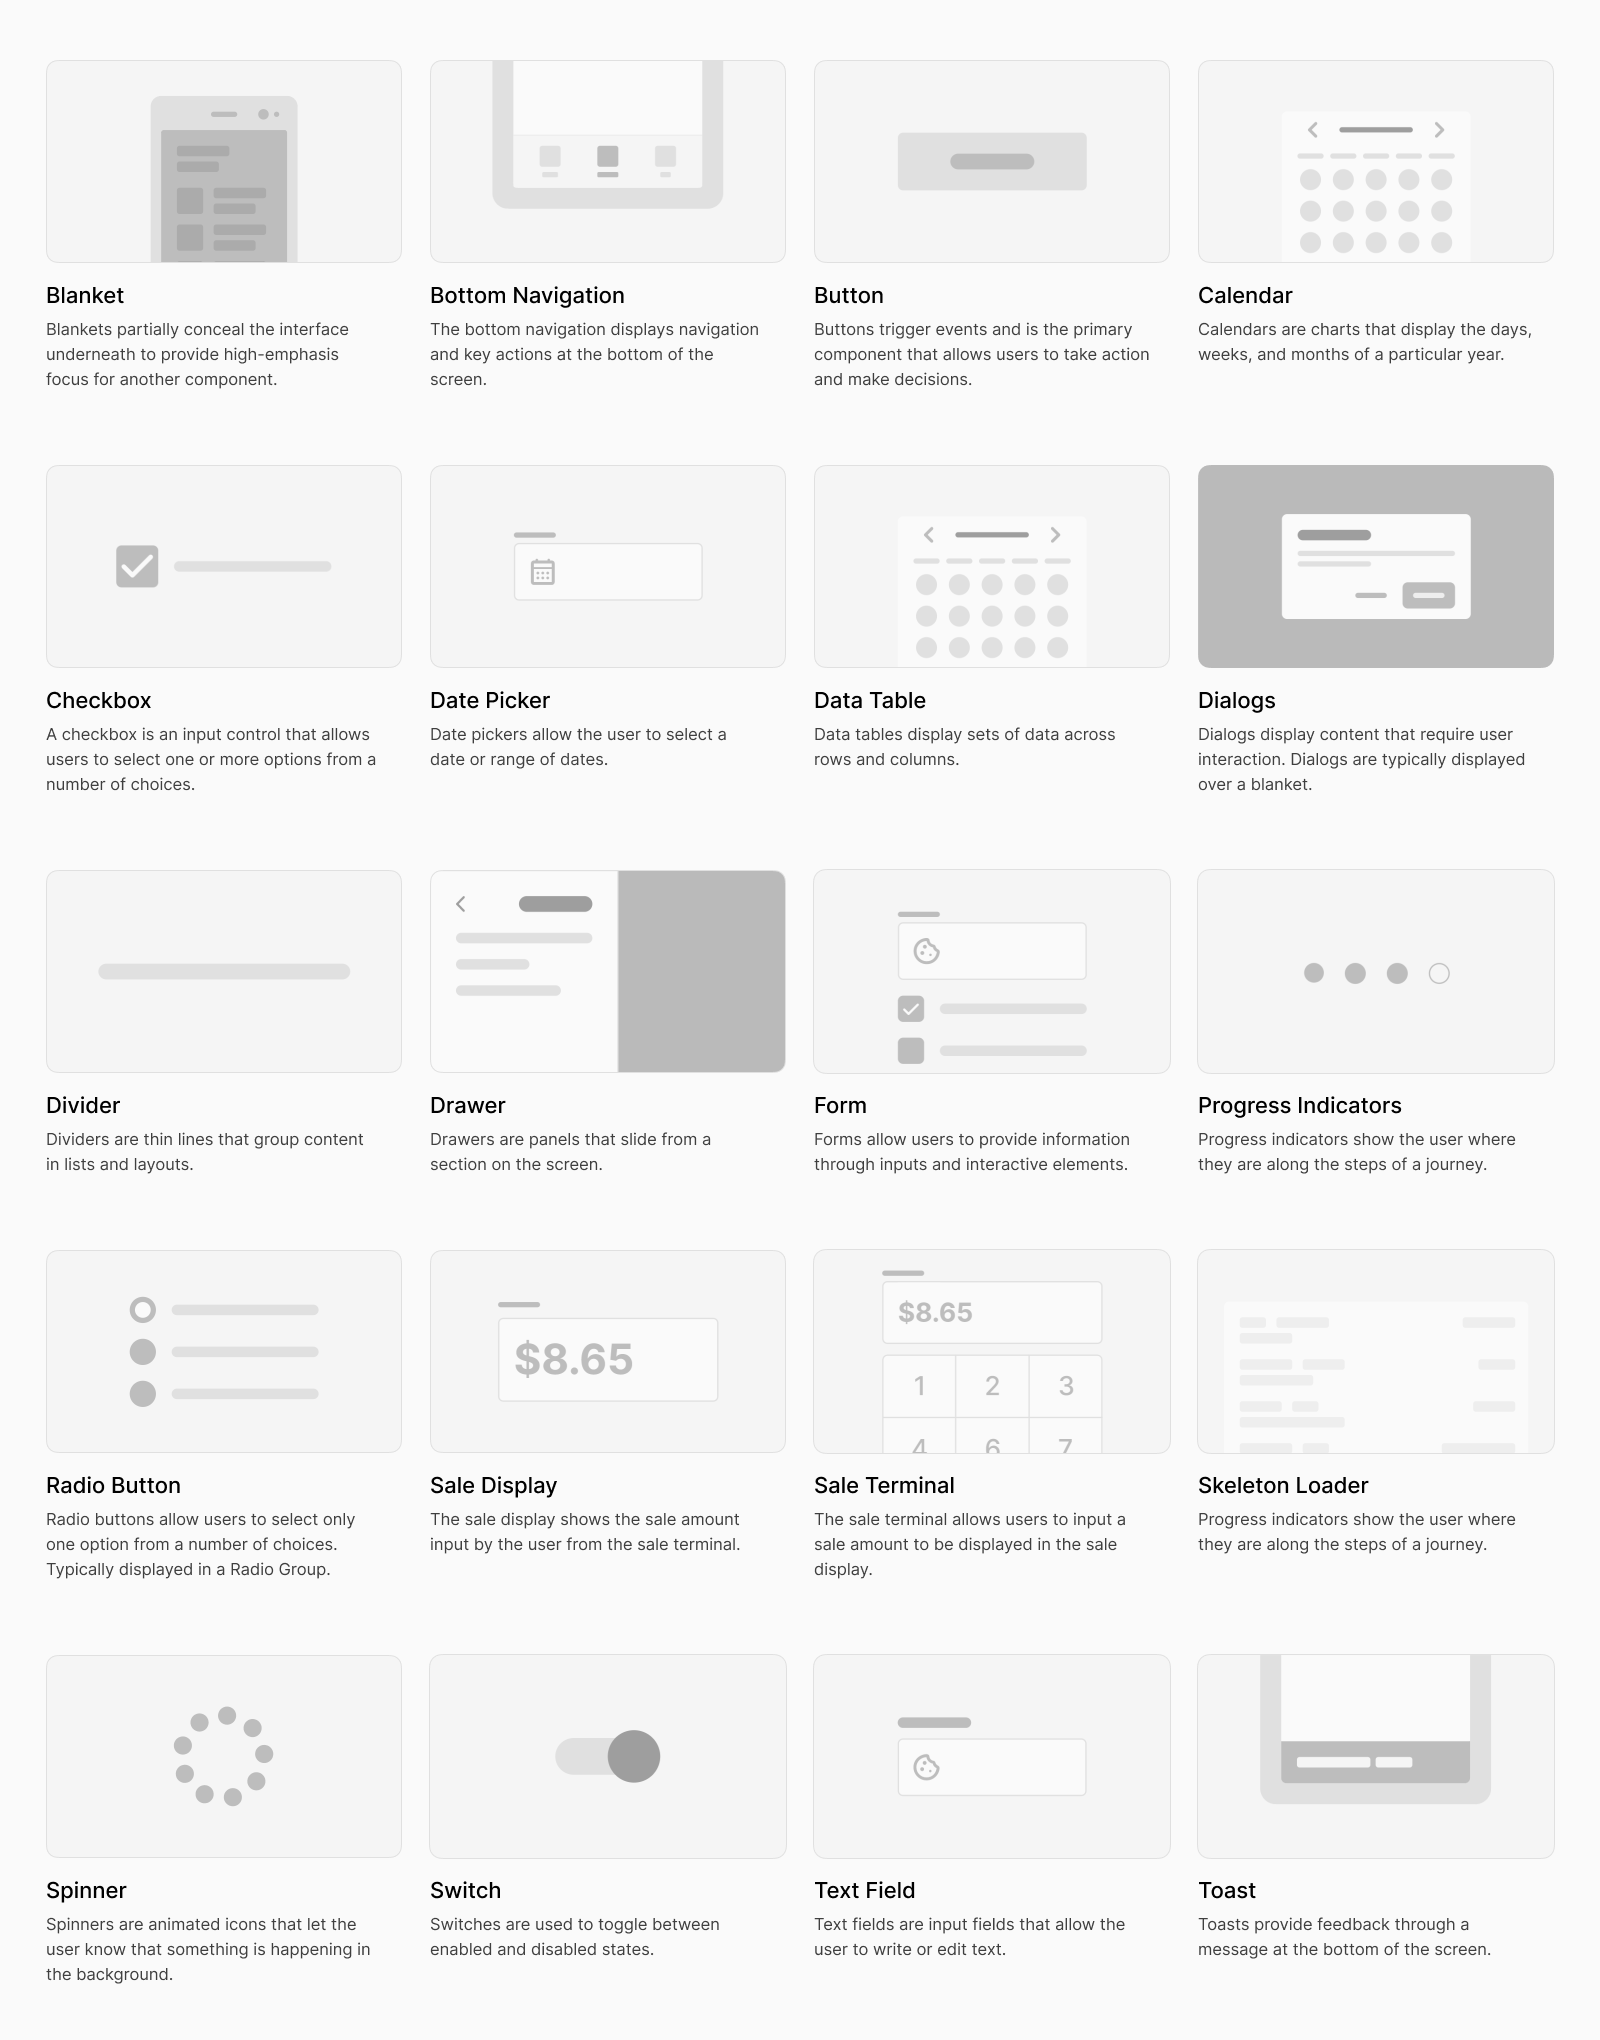 Blanket
Blankets partially conceal the interface
underneath to provide high-emphasis
focus for another component.
Bottom Navigation
The bottom navigation displays navigation
and key actions at the bottom of the
screen.
Button
Buttons trigger events and is the primary
component that allows users to take action
and make decisions.
Calendar
Calendars are charts that display the days,
weeks, and months of a particular year.
Checkbox
A checkbox is an input control that allows
users to select one or more options from a
number of choices.
Date Picker
Date pickers allow the user to select a
date or range of dates.
Data Table
Data tables display sets of data across
rows and columns.
Dialogs
Dialogs display content that require user
interaction. Dialogs are typically displayed
over a blanket.
Divider
Dividers are thin lines that group content
in lists and layouts.
Drawer
Drawers are panels that slide from a
section on the screen.
Form
Forms allow users to provide information
through inputs and interactive elements.
Progress Indicators
Progress indicators show the user where
they are along the steps of a journey.
Radio Button
Radio buttons allow users to select only
one option from a number of choices.
Typically displayed in a Radio Group.
$8.65
Sale Display
The sale display shows the sale amount
input by the user from the sale terminal.
$8.65
1 2 3
4 6 7
Sale Terminal
The sale terminal allows users to input a
sale amount to be displayed in the sale
display.
Skeleton Loader
Progress indicators show the user where
they are along the steps of a journey.
Spinner
Spinners are animated icons that let the
user know that something is happening in
the background.
Switch
Switches are used to toggle between
enabled and disabled states.
Text Field
Text fields are input fields that allow the
user to write or edit text.
Toast
Toasts provide feedback through a
message at the bottom of the screen.